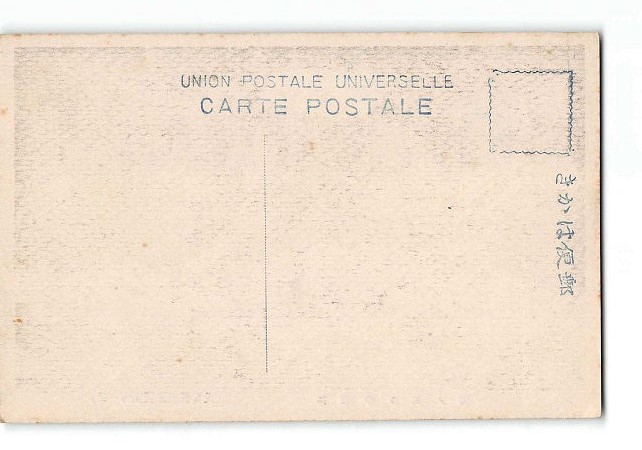 UNION POSTALE UNIVERSELLE
CARTE POSTALE
きかは便郵